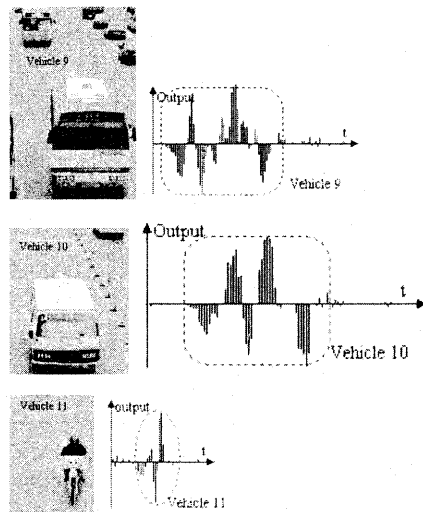 Vehicle 9
Output
t
Vehicle 9
Vehicle 10
Output
t
Vehicle 10
Vehicle 11
output
t
Vehicle 11